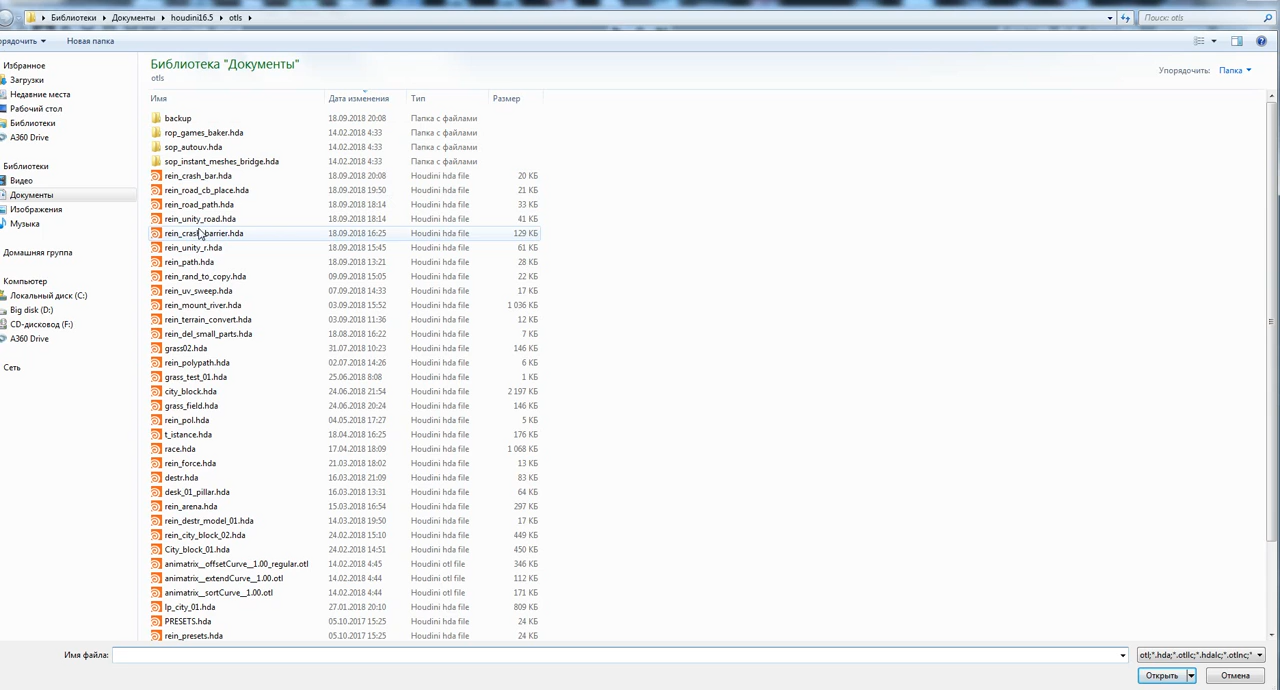 Библиотеки ▸ Документы ▸ houdini16.5 ▸ otls ▸
Поиск: otls
орядочить ▾ Новая папка
Избранное
Загрузки
Недавние места
Рабочий стол
Библиотеки
A360 Drive
Библиотеки
Видео
Документы
Изображения
Музыка
Домашняя группа
Компьютер
Локальный диск (C:)
Big disk (D:)
CD-дисковод (F:)
A360 Drive
Сеть
Библиотека "Документы"
otls
Упорядочить: Папка ▾
Имя Дата изменения Тип Размер
backup 18.09.2018 20:08 Папка с файлами
rop_games_baker.hda 14.02.2018 4:33 Папка с файлами
sop_autouv.hda 14.02.2018 4:33 Папка с файлами
sop_instant_meshes_bridge.hda 14.02.2018 4:33 Папка с файлами
rein_crash_bar.hda 18.09.2018 20:08 Houdini hda file 20 КБ
rein_road_cb_place.hda 18.09.2018 19:50 Houdini hda file 21 КБ
rein_road_path.hda 18.09.2018 18:14 Houdini hda file 33 КБ
rein_unity_road.hda 18.09.2018 18:14 Houdini hda file 41 КБ
rein_crash_barrier.hda 18.09.2018 16:25 Houdini hda file 129 КБ
rein_unity_r.hda 18.09.2018 15:45 Houdini hda file 61 КБ
rein_path.hda 18.09.2018 13:21 Houdini hda file 28 КБ
rein_rand_to_copy.hda 09.09.2018 15:05 Houdini hda file 22 КБ
rein_uv_sweep.hda 07.09.2018 14:33 Houdini hda file 17 КБ
rein_mount_river.hda 03.09.2018 15:52 Houdini hda file 1 036 КБ
rein_terrain_convert.hda 03.09.2018 11:36 Houdini hda file 12 КБ
rein_del_small_parts.hda 18.08.2018 16:22 Houdini hda file 7 КБ
grass02.hda 31.07.2018 10:23 Houdini hda file 146 КБ
rein_polypath.hda 02.07.2018 14:26 Houdini hda file 6 КБ
grass_test_01.hda 25.06.2018 8:08 Houdini hda file 1 КБ
city_block.hda 24.06.2018 21:54 Houdini hda file 2 197 КБ
grass_field.hda 24.06.2018 20:24 Houdini hda file 146 КБ
rein_pol.hda 04.05.2018 17:27 Houdini hda file 5 КБ
t_istance.hda 18.04.2018 16:25 Houdini hda file 176 КБ
race.hda 17.04.2018 18:09 Houdini hda file 1 068 КБ
rein_force.hda 21.03.2018 18:02 Houdini hda file 13 КБ
destr.hda 16.03.2018 21:09 Houdini hda file 83 КБ
desk_01_pillar.hda 16.03.2018 13:31 Houdini hda file 64 КБ
rein_arena.hda 15.03.2018 16:54 Houdini hda file 297 КБ
rein_destr_model_01.hda 14.03.2018 19:50 Houdini hda file 17 КБ
rein_city_block_02.hda 24.02.2018 15:10 Houdini hda file 449 КБ
City_block_01.hda 24.02.2018 14:51 Houdini hda file 450 КБ
animatrix__offsetCurve__1.00_regular.otl 14.02.2018 4:45 Houdini otl file 346 КБ
animatrix__extendCurve__1.00.otl 14.02.2018 4:44 Houdini otl file 112 КБ
animatrix__sortCurve__1.00.otl 14.02.2018 4:44 Houdini otl file 171 КБ
lp_city_01.hda 27.01.2018 20:10 Houdini hda file 809 КБ
PRESETS.hda 05.10.2017 15:25 Houdini hda file 24 КБ
rein_presets.hda 05.10.2017 15:25 Houdini hda file 24 КБ
Имя файла:
otl;*.hda;*.otllc;*.hdalc;*.otlnc;*
Открыть Отмена